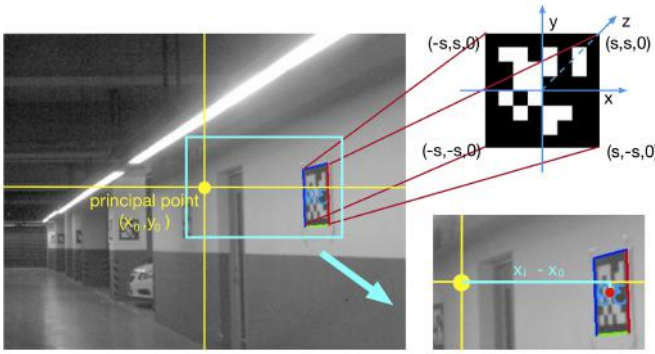 y
z
(-s,s,0)
(s,s,0)
x
(-s,-s,0)
(s,-s,0)
principal point
(x₀,y₀)
xᵢ - x₀